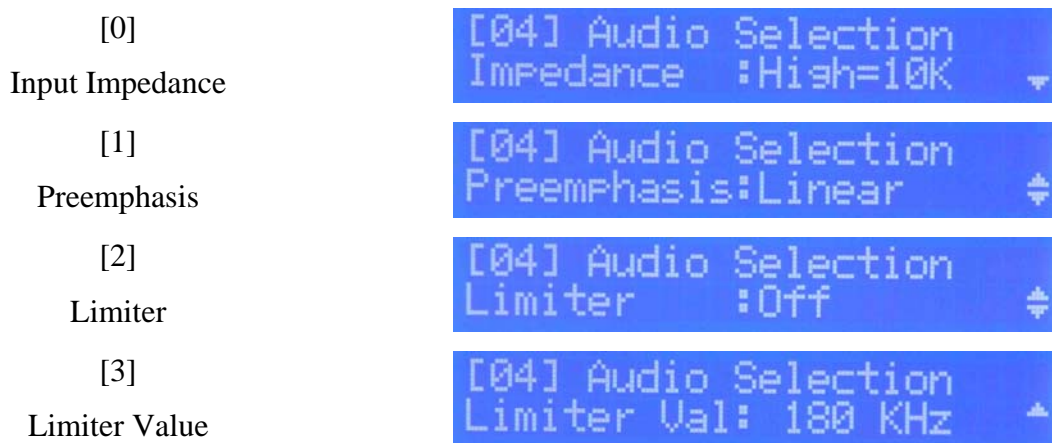 [0]
Input Impedance
[04] Audio Selection
Impedance :High=10K
[1]
Preemphasis
[04] Audio Selection
Preemphasis:Linear
[2]
Limiter
[04] Audio Selection
Limiter :Off
[3]
Limiter Value
[04] Audio Selection
Limiter Val: 180 KHz